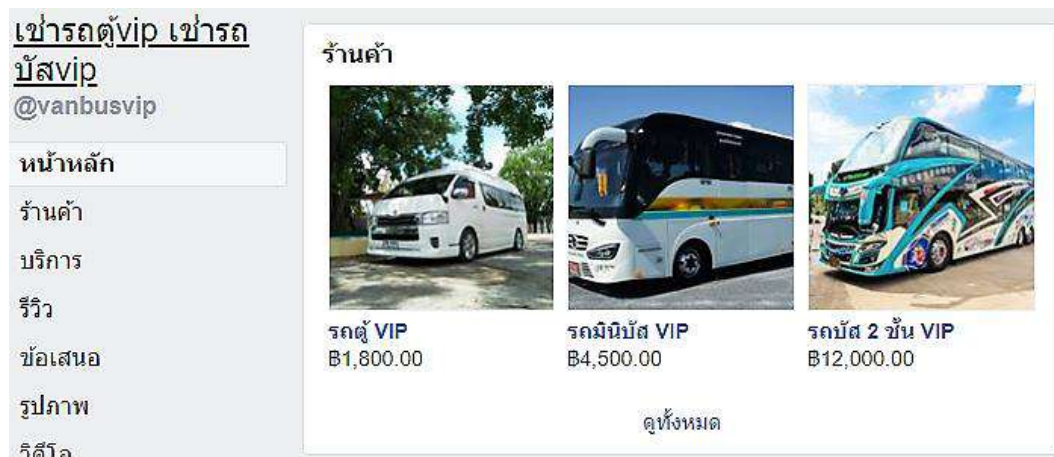 เช่ารถตู้vip เช่ารถ
บัสvip
@vanbusvip
หน้าหลัก
ร้านค้า
บริการ
รีวิว
ข้อเสนอ
รูปภาพ
วิดีโอ
ร้านค้า
รถตู้ VIP
฿1,800.00
รถมินิบัส VIP
฿4,500.00
รถบัส 2 ชั้น VIP
฿12,000.00
ดูทั้งหมด